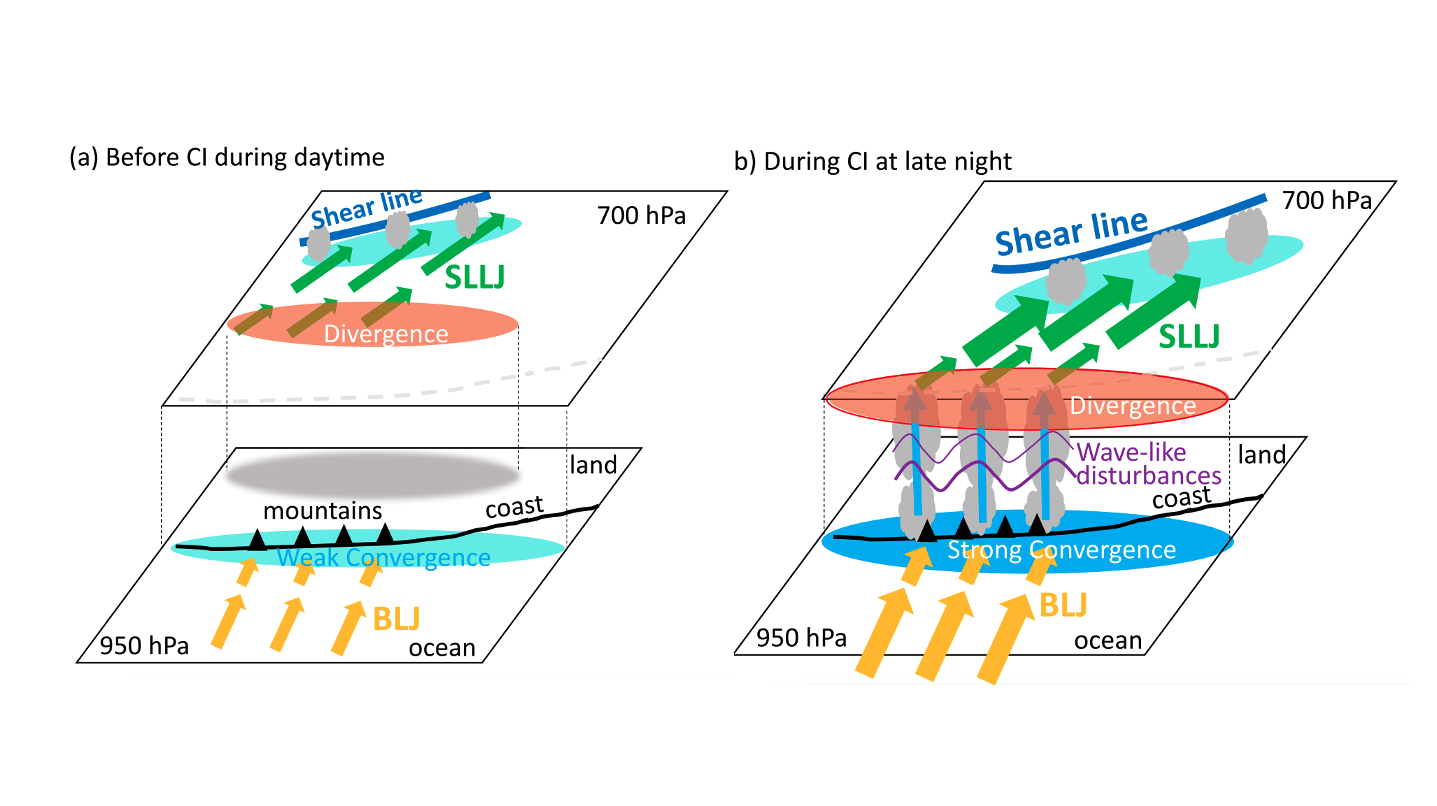 (a) Before CI during daytime
Shear line
700 hPa
SLLJ
Divergence
land
mountains
coast
Weak Convergence
BLJ
950 hPa
ocean
b) During CI at late night
700 hPa
Shear line
SLLJ
Divergence
Wave-like
disturbances
land
coast
Strong Convergence
BLJ
950 hPa
ocean